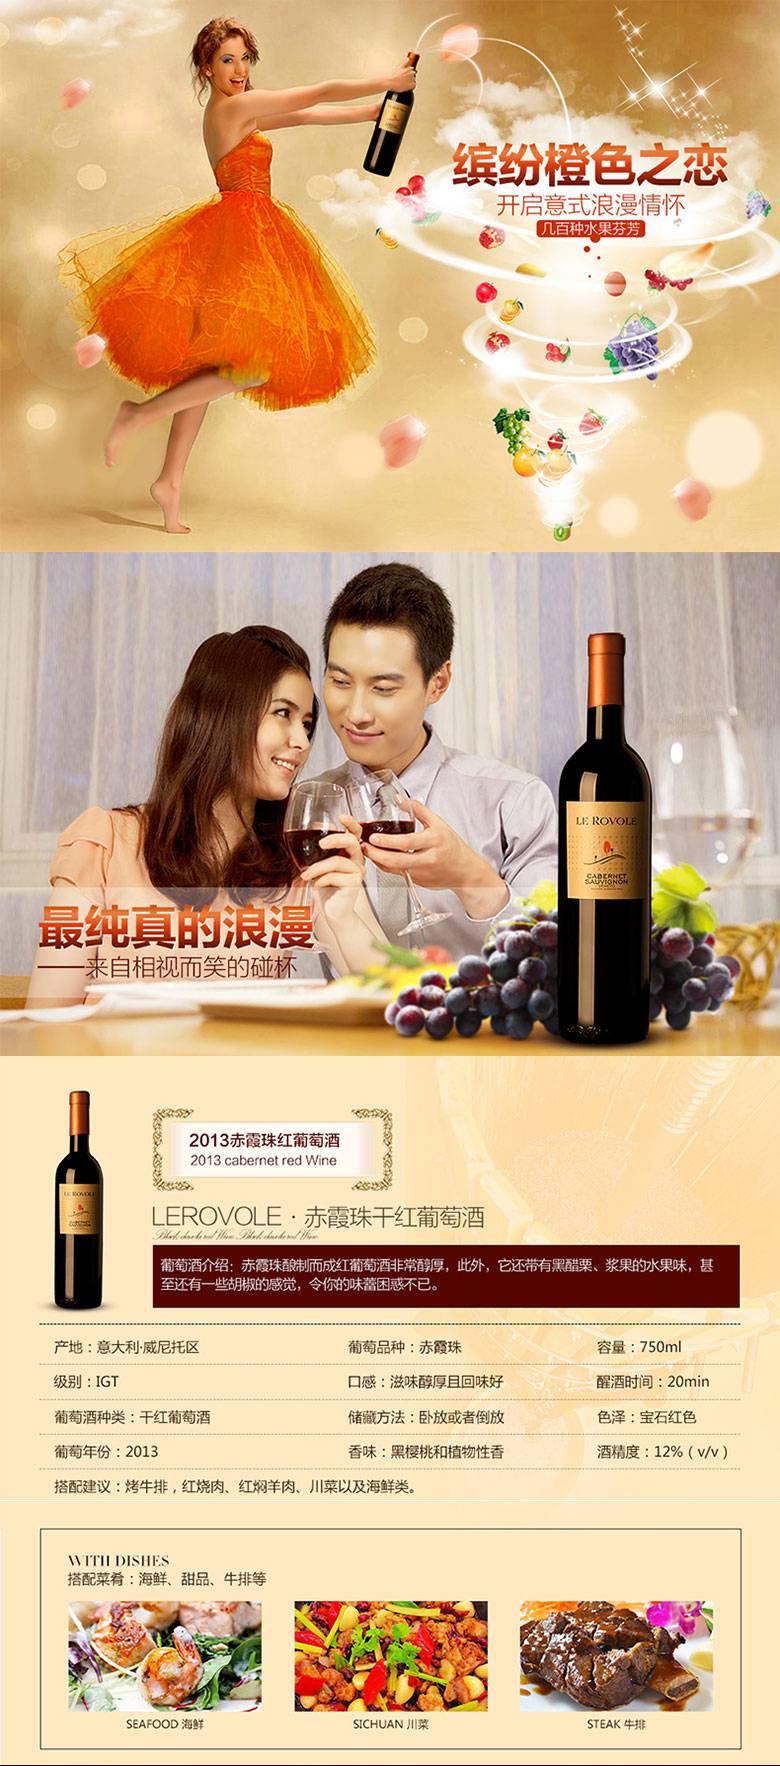 LE ROVOLE
缤纷橙色之恋
开启意式浪漫情怀
几百种水果芬芳
LE ROVOLE
CABERNET
SAUVIGNON
VENETO
最纯真的浪漫
——来自相视而笑的碰杯
2013赤霞珠红葡萄酒
2013 cabernet red Wine
LE ROVOLE
CABERNET
SAUVIGNON
LEROVOLE · 赤霞珠干红葡萄酒
葡萄酒介绍：赤霞珠酿制而成红葡萄酒非常醇厚，此外，它还带有黑醋栗、浆果的水果味，甚
至还有一些胡椒的感觉，令你的味蕾困惑不已。
产地：意大利·威尼托区 葡萄品种：赤霞珠 容量：750ml
级别：IGT 口感：滋味醇厚且回味好 醒酒时间：20min
葡萄酒种类：干红葡萄酒 储藏方法：卧放或者倒放 色泽：宝石红色
葡萄年份：2013 香味：黑樱桃和植物性香 酒精度：12%（v/v）
搭配建议：烤牛排，红烧肉、红焖羊肉、川菜以及海鲜类。
WITH DISHES
搭配菜肴：海鲜、甜品、牛排等
SEAFOOD 海鲜 SICHUAN 川菜 STEAK 牛排